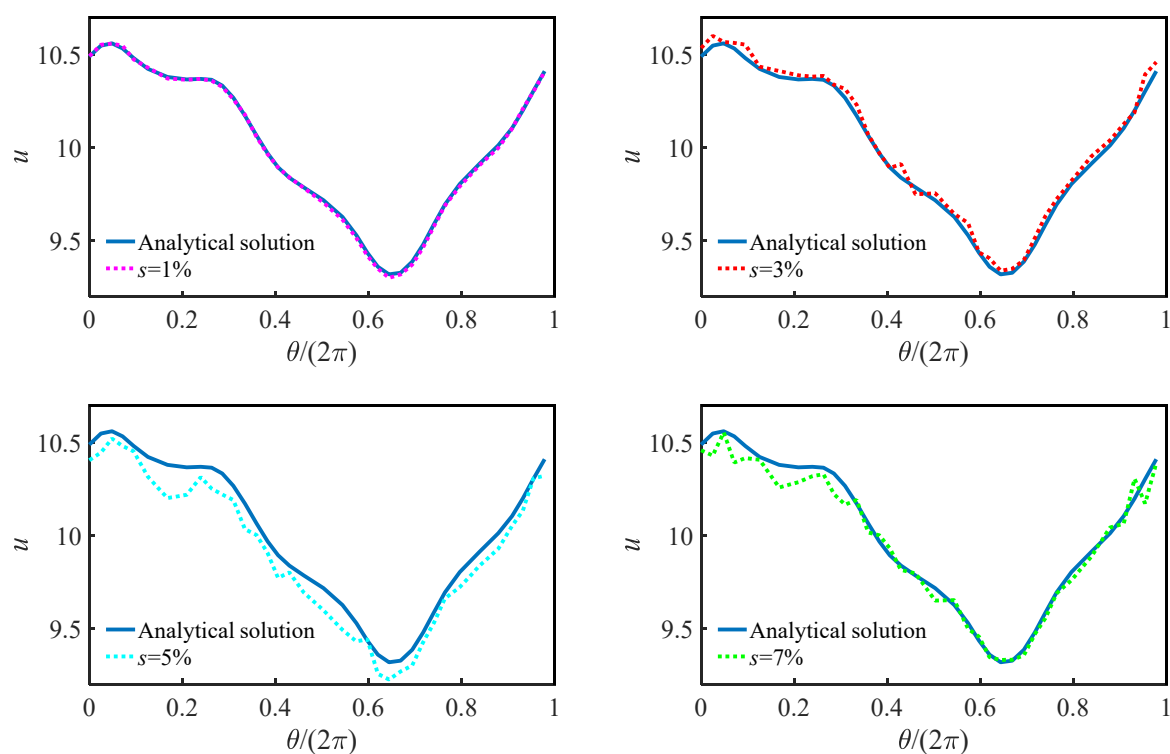 10.5
10
9.5
u
Analytical solution
s=1%
0 0.2 0.4 0.6 0.8 1
θ/(2π)
10.5
10
9.5
u
Analytical solution
s=3%
0 0.2 0.4 0.6 0.8 1
θ/(2π)
10.5
10
9.5
u
Analytical solution
s=5%
0 0.2 0.4 0.6 0.8 1
θ/(2π)
10.5
10
9.5
u
Analytical solution
s=7%
0 0.2 0.4 0.6 0.8 1
θ/(2π)